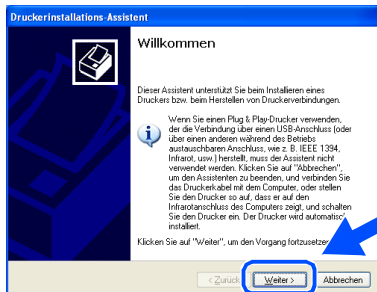 Druckerinstallations-Assistent
Willkommen
Dieser Assistent unterstützt Sie beim Installieren eines
Druckers bzw. beim Herstellen von Druckerverbindungen.
Wenn Sie einen Plug & Play-Drucker verwenden,
der die Verbindung über einen USB-Anschluss (oder
über einen anderen während des Betriebs
austauschbaren Anschluss, wie z. B. IEEE 1394,
Infrarot, usw.) herstellt, muss der Assistent nicht
verwendet werden. Klicken Sie auf "Abbrechen",
um den Assistenten zu beenden, und verbinden Sie
das Druckerkabel mit dem Computer, oder stellen
Sie den Drucker so auf, dass er auf den
Infrarotanschluss des Computers zeigt, und schalten
Sie den Drucker ein. Der Drucker wird automatisch
installiert.
Klicken Sie auf "Weiter", um den Vorgang fortzusetzen
< Zurück Weiter > Abbrechen